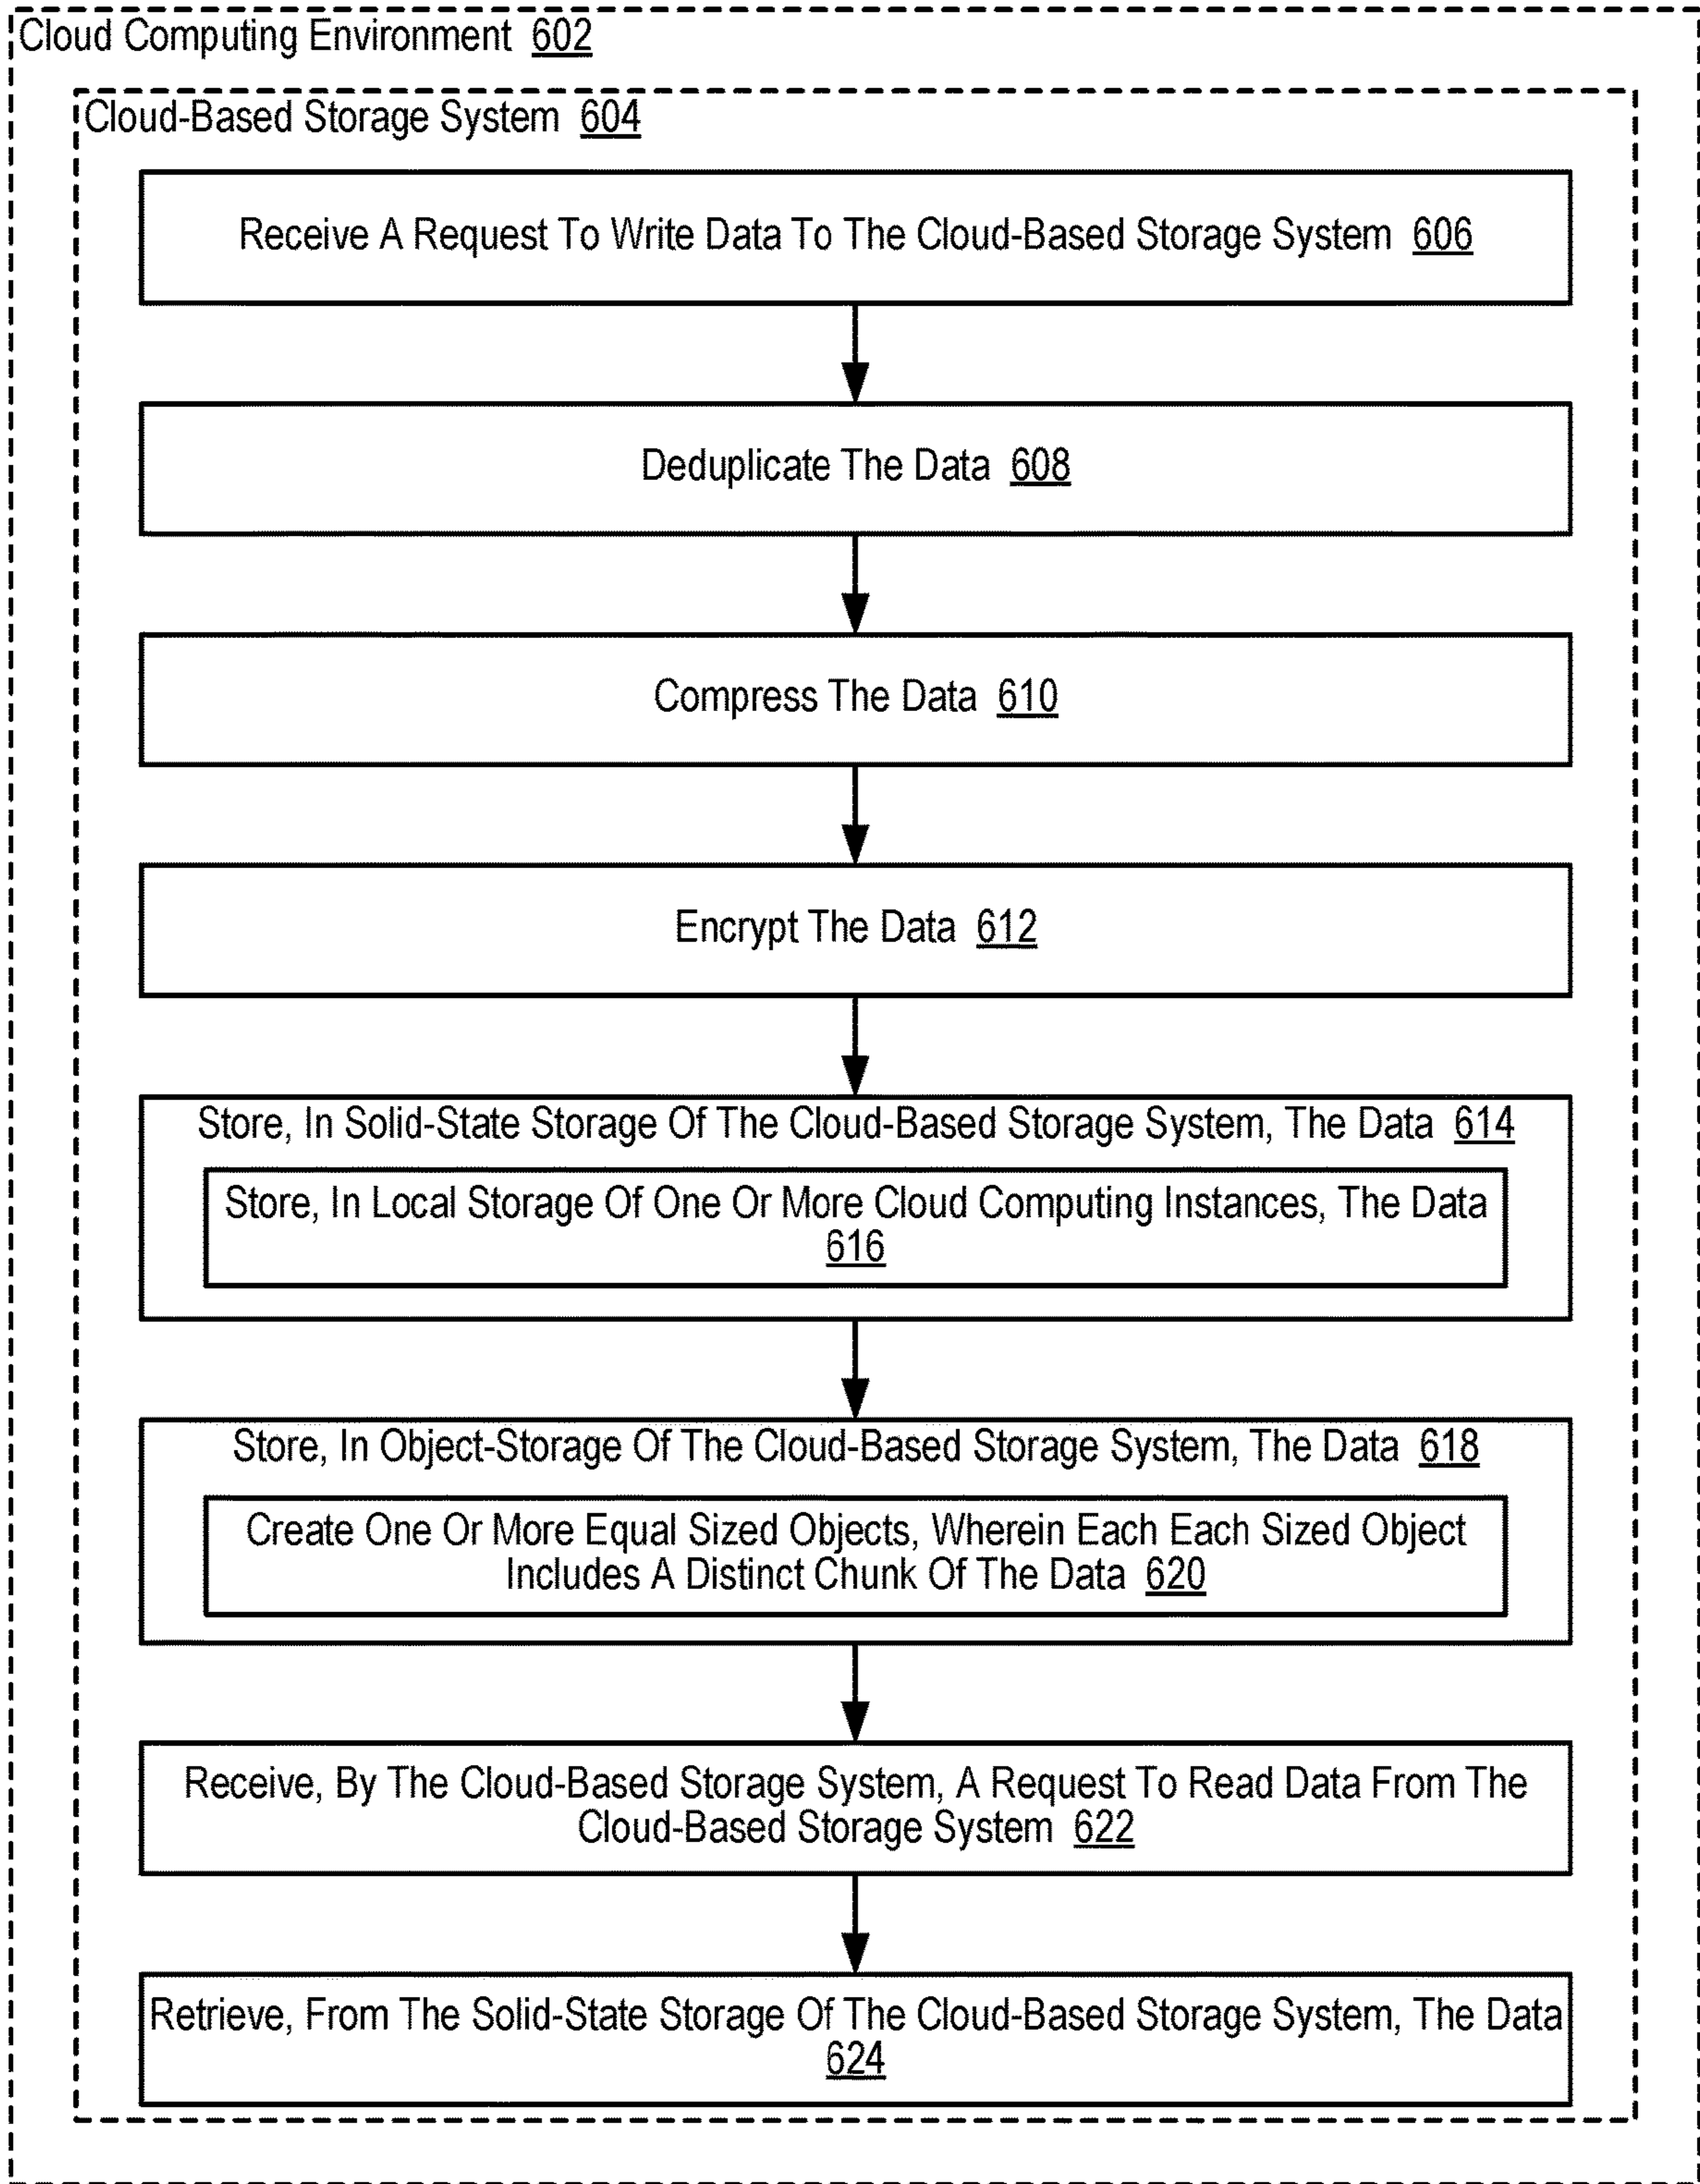 Cloud Computing Environment 602
Cloud-Based Storage System 604
Receive A Request To Write Data To The Cloud-Based Storage System 606
Deduplicate The Data 608
Compress The Data 610
Encrypt The Data 612
Store, In Solid-State Storage Of The Cloud-Based Storage System, The Data 614
Store, In Local Storage Of One Or More Cloud Computing Instances, The Data
616
Store, In Object-Storage Of The Cloud-Based Storage System, The Data 618
Create One Or More Equal Sized Objects, Wherein Each Each Sized Object
Includes A Distinct Chunk Of The Data 620
Receive, By The Cloud-Based Storage System, A Request To Read Data From The
Cloud-Based Storage System 622
Retrieve, From The Solid-State Storage Of The Cloud-Based Storage System, The Data
624